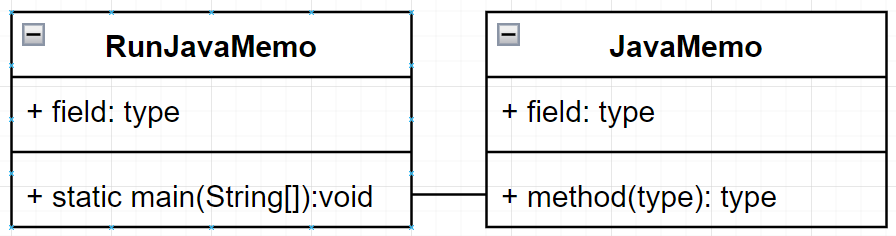 RunJavaMemo
+ field: type
+ static main(String[]):void
JavaMemo
+ field: type
+ method(type): type